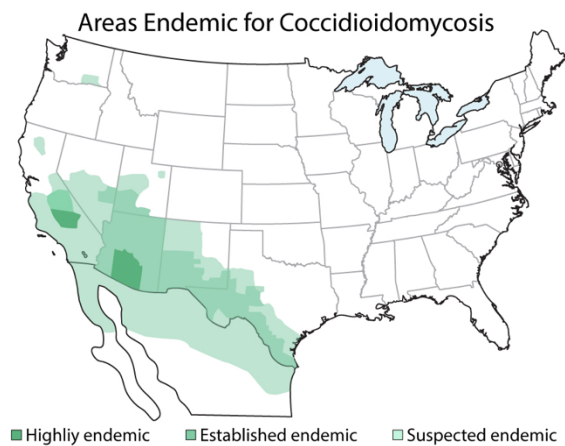 Areas Endemic for Coccidioidomycosis
Highliy endemic
Established endemic
Suspected endemic